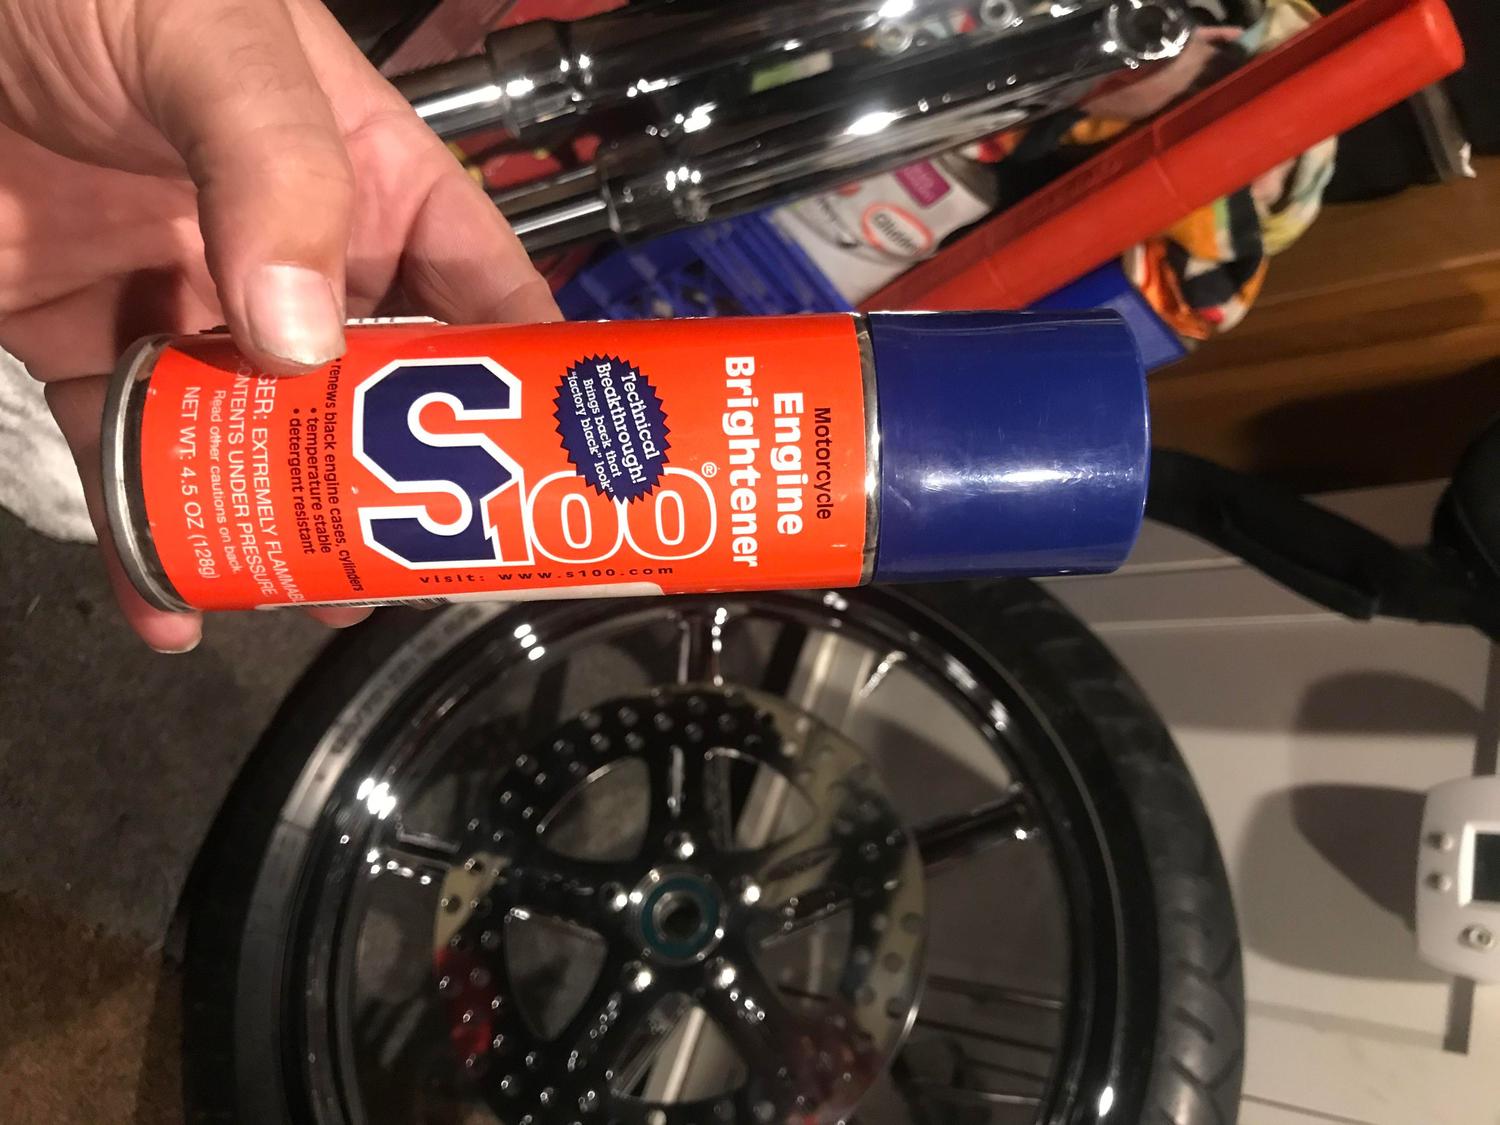 Motorcycle
Engine
Brightener
Technical
Breakthrough!
Brings back that
"factory black" look"
S100®
visit: www.s100.com
renews black engine cases, cylinders
• temperature stable
• detergent resistant
EXTREMELY FLAMMABL
CONTENTS UNDER PRESSURE
Read other cautions on back.
NET WT: 4.5 OZ (128g)